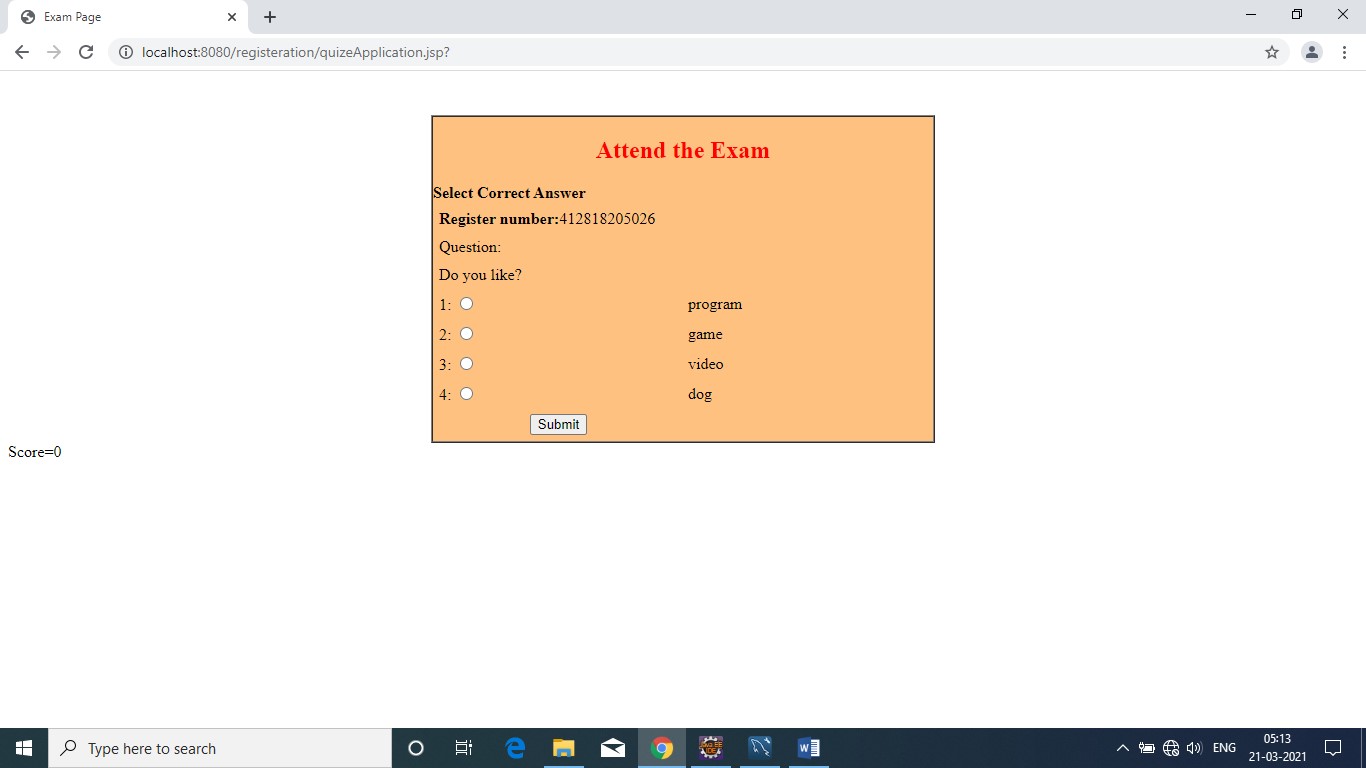 Exam Page
localhost:8080/registeration/quizeApplication.jsp?
Attend the Exam
Select Correct Answer
Register number:412818205026
Question:
Do you like?
1: program
2: game
3: video
4: dog
Submit
Score=0
Type here to search
ENG
05:13
21-03-2021